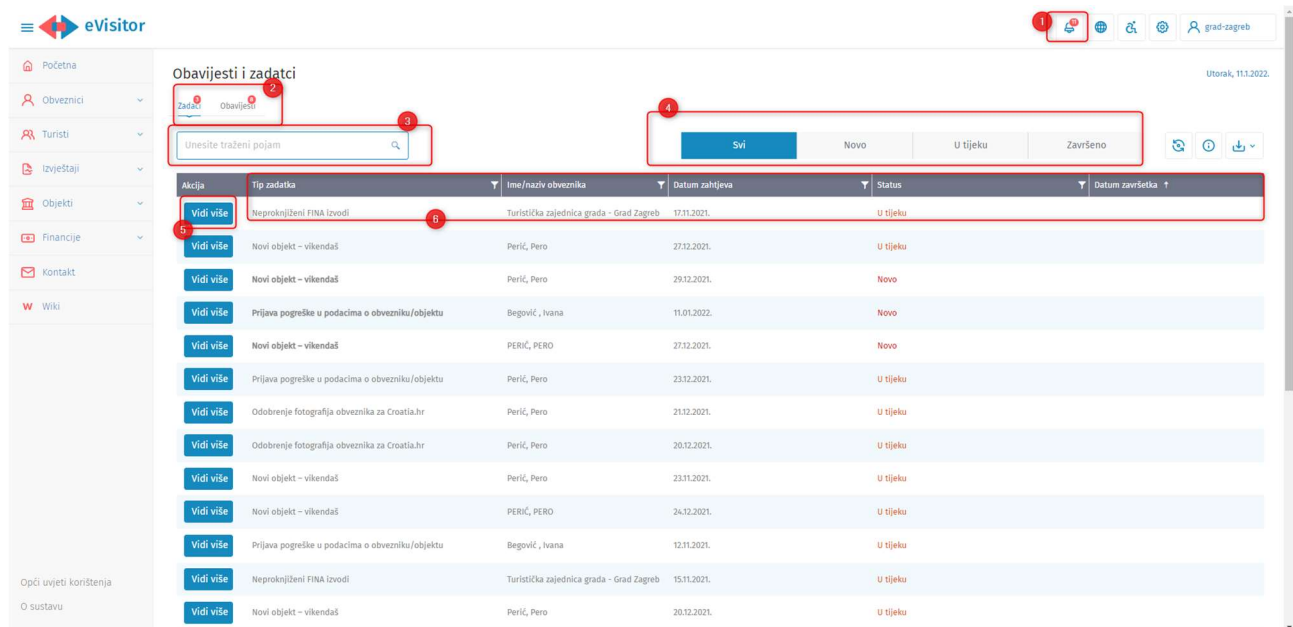 eVisitor
1
11
grad-zagreb
Početna
Obveznici
Turisti
Izvještaji
Objekti
Financije
Kontakt
Wiki
Opći uvjeti korištenja
O sustavu
Obavijesti i zadatci
Utorak, 11.1.2022.
2
Zadaci Obavijesti
3
Unesite traženi pojam
4
Svi Novo U tijeku Završeno
Akcija Tip zadatka Ime/naziv obveznika Datum zahtjeva Status Datum završetka ↑
5
6
Vidi više Neproknjiženi FINA izvodi Turistička zajednica grada - Grad Zagreb 17.11.2021. U tijeku
Vidi više Novi objekt – vikendaš Perić, Pero 27.12.2021. U tijeku
Vidi više Novi objekt – vikendaš Perić, Pero 29.12.2021. Novo
Vidi više Prijava pogreške u podacima o obvezniku/objektu Begović , Ivana 11.01.2022. Novo
Vidi više Novi objekt – vikendaš PERIĆ, PERO 27.12.2021. Novo
Vidi više Prijava pogreške u podacima o obvezniku/objektu Perić, Pero 23.12.2021. U tijeku
Vidi više Odobrenje fotografija obveznika za Croatia.hr Perić, Pero 21.12.2021. U tijeku
Vidi više Odobrenje fotografija obveznika za Croatia.hr Perić, Pero 20.12.2021. U tijeku
Vidi više Novi objekt – vikendaš Perić, Pero 23.11.2021. U tijeku
Vidi više Novi objekt – vikendaš PERIĆ, PERO 24.12.2021. U tijeku
Vidi više Prijava pogreške u podacima o obvezniku/objektu Begović , Ivana 12.11.2021. U tijeku
Vidi više Neproknjiženi FINA izvodi Turistička zajednica grada - Grad Zagreb 15.11.2021. U tijeku
Vidi više Novi objekt – vikendaš Perić, Pero 20.12.2021. U tijeku